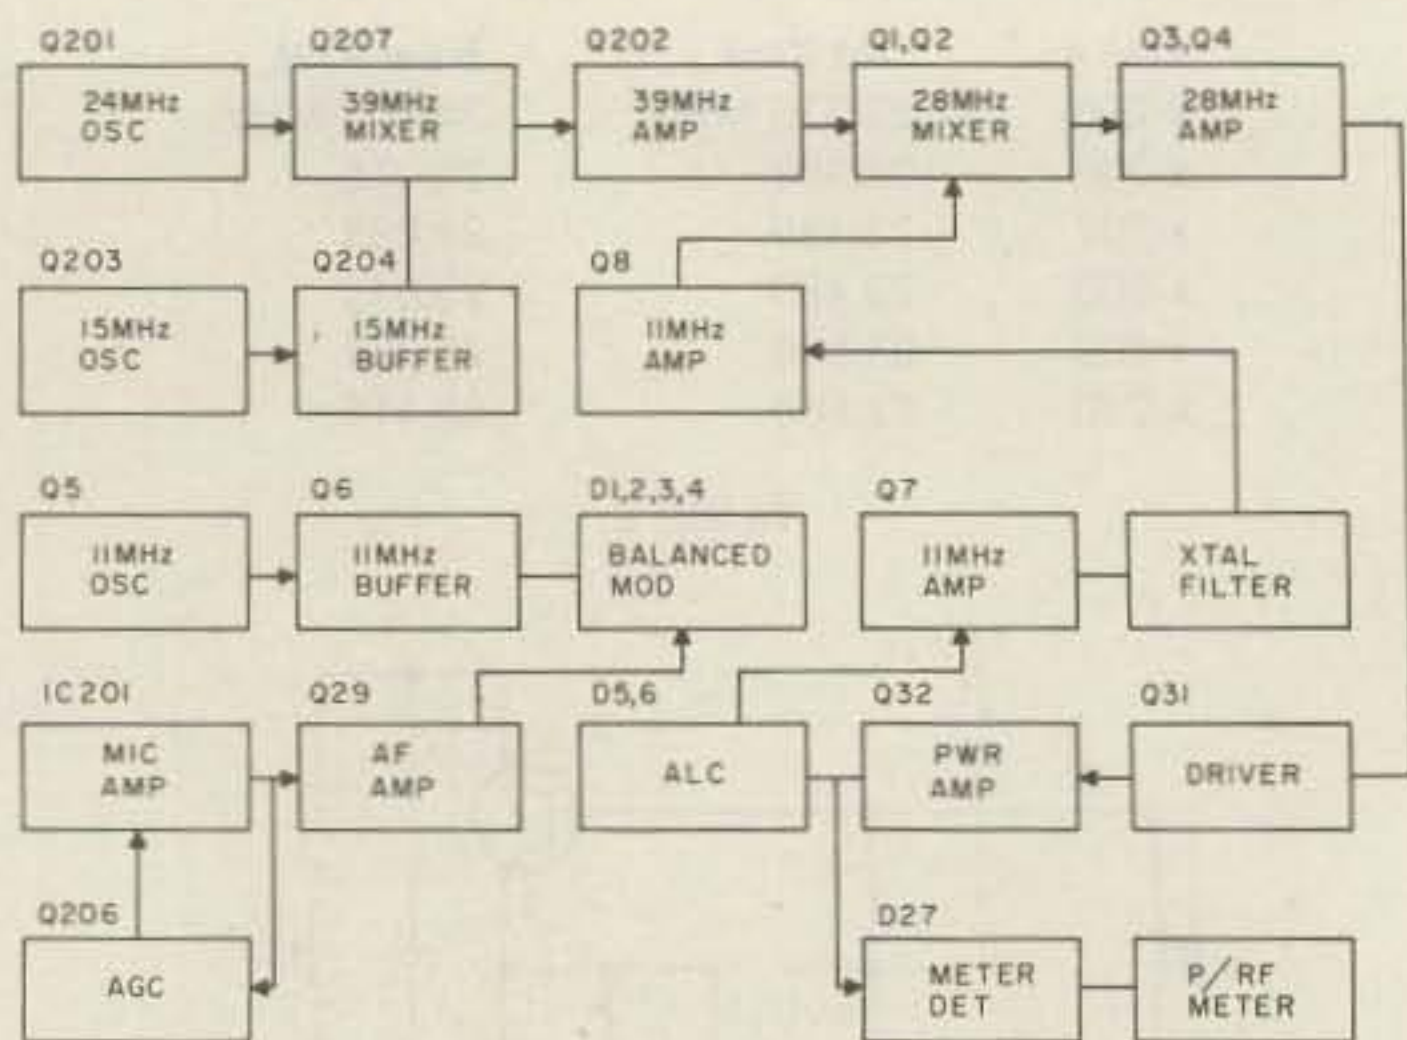 Q201
Q207
Q202
Q1,Q2
Q3,Q4
24MHz
OSC
39MHz
MIXER
39MHz
AMP
28MHz
MIXER
28MHz
AMP
Q203
Q204
Q8
15MHz
OSC
15MHz
BUFFER
11MHz
AMP
Q5
Q6
D1,2,3,4
Q7
11MHz
OSC
11MHz
BUFFER
BALANCED
MOD
11MHz
AMP
XTAL
FILTER
IC201
Q29
D5,6
Q32
Q31
MIC
AMP
AF
AMP
ALC
PWR
AMP
DRIVER
Q206
D27
AGC
METER
DET
P/RF
METER